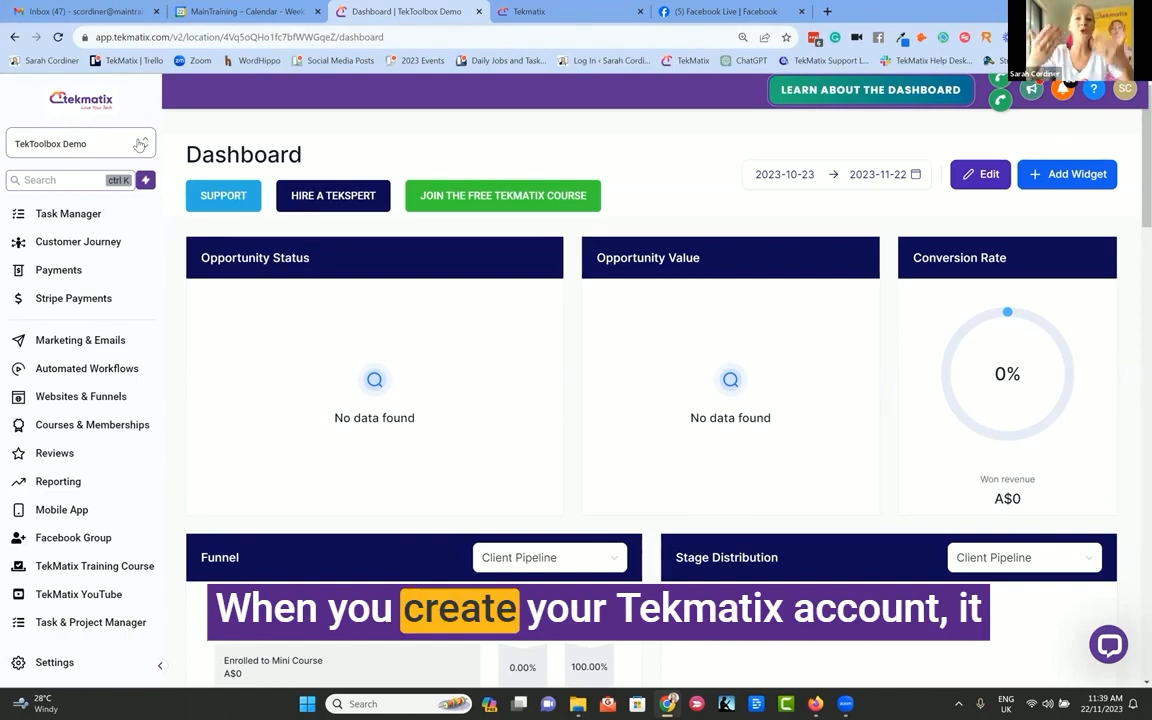 Inbox (47) - scordiner@maintrai
MainTraining - Calendar - Week
Dashboard | TekToolbox Demo
Tekmatix
(5) Facebook Live | Facebook
app.tekmatix.com/v2/location/4Vq5oQHo1fc7bfWWGqeZ/dashboard
Sarah Cordiner
TekMatix | Trello
Zoom
WordHippo
Social Media Posts
2023 Events
Daily Jobs and Task...
Log In ‹ Sarah Cordi...
TekMatix
ChatGPT
TekMatix Support L...
TekMatix Help Desk...
Sarah Cordiner
tekmatix
Love Your Tech
LEARN ABOUT THE DASHBOARD
SC
TekToolbox Demo
Search
ctrl K
Dashboard
2023-10-23 → 2023-11-22
Edit
Add Widget
SUPPORT
HIRE A TEKSPERT
JOIN THE FREE TEKMATIX COURSE
Task Manager
Customer Journey
Payments
Stripe Payments
Marketing & Emails
Automated Workflows
Websites & Funnels
Courses & Memberships
Reviews
Reporting
Mobile App
Facebook Group
TekMatix Training Course
TekMatix YouTube
Task & Project Manager
Settings
Opportunity Status
No data found
Opportunity Value
No data found
Conversion Rate
0%
Won revenue
A$0
Funnel
Client Pipeline
Stage Distribution
Client Pipeline
When you create your Tekmatix account, it
Enrolled to Mini Course
A$0
0.00%
100.00%
28°C
Windy
Search
ENG
UK
11:39 AM
22/11/2023